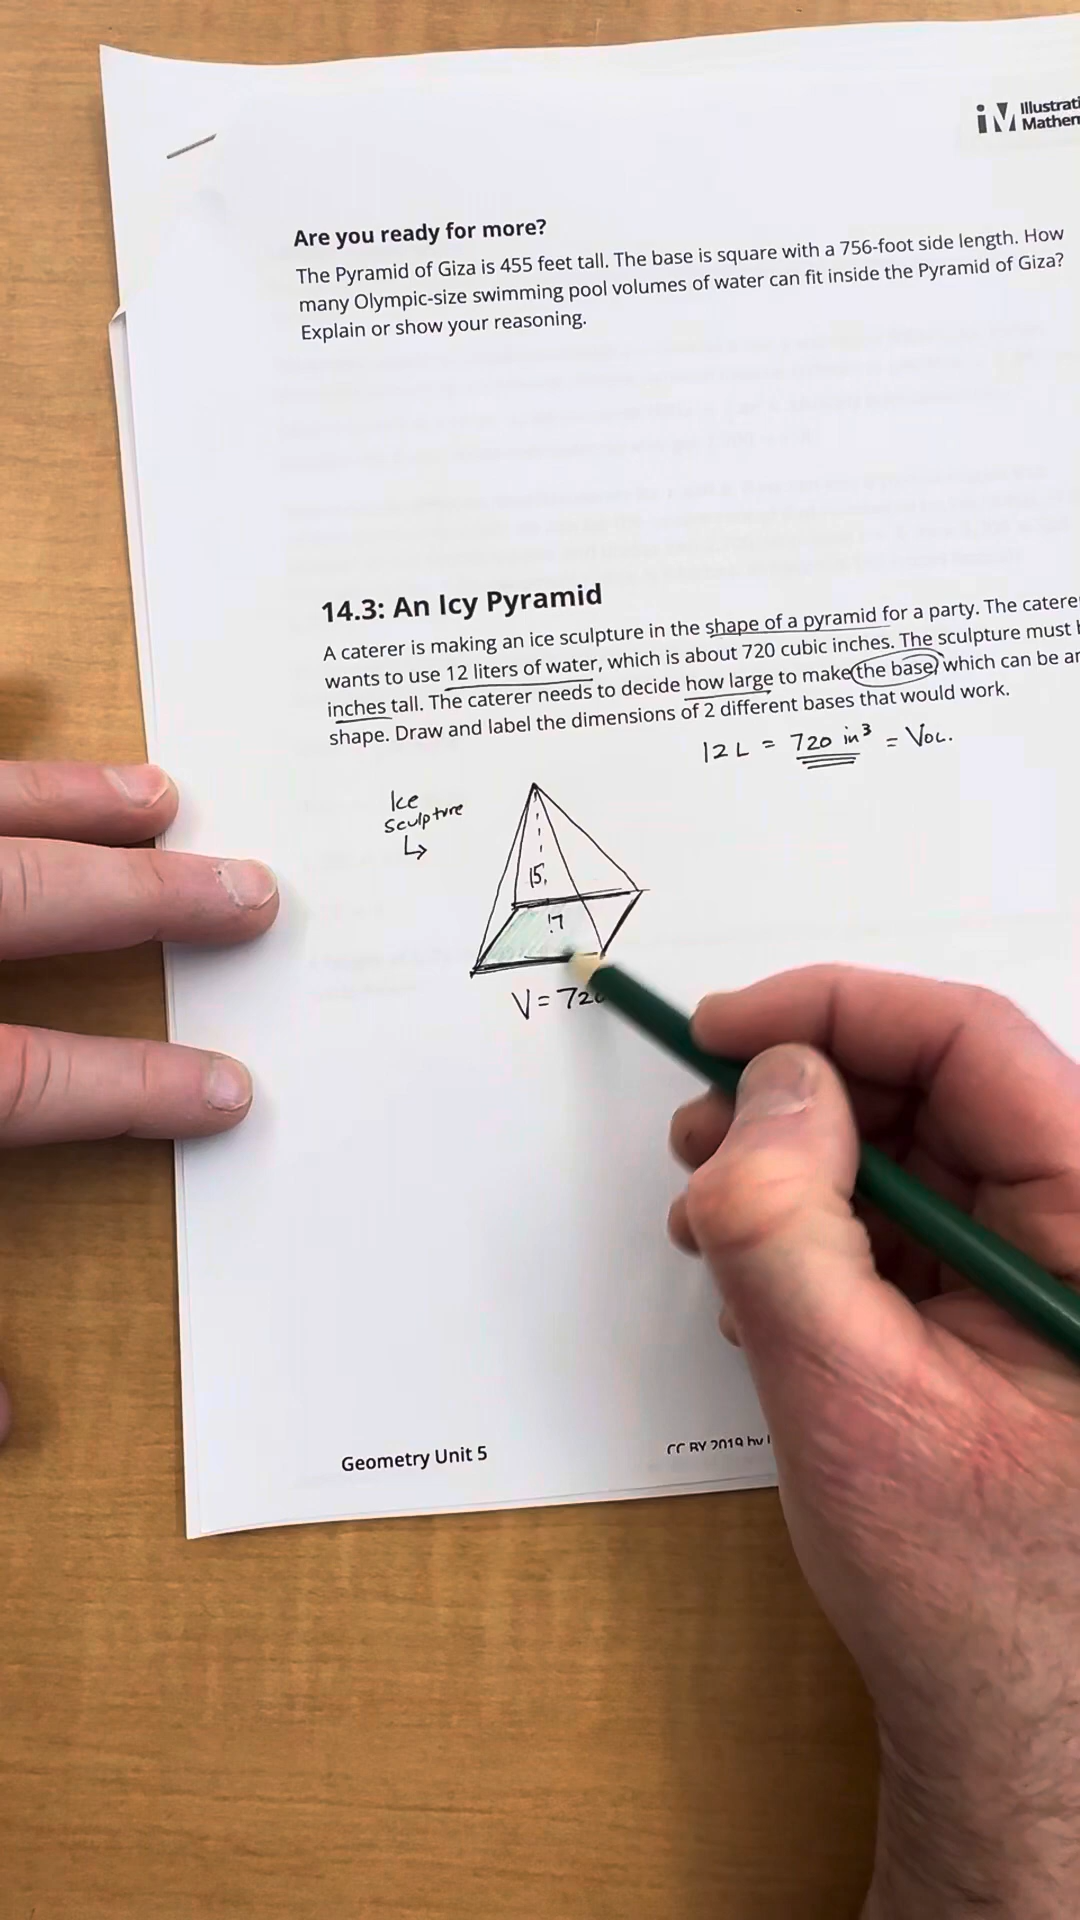 Illustrati
Mathem
Are you ready for more?
The Pyramid of Giza is 455 feet tall. The base is square with a 756-foot side length. How
many Olympic-size swimming pool volumes of water can fit inside the Pyramid of Giza?
Explain or show your reasoning.
14.3: An Icy Pyramid
A caterer is making an ice sculpture in the shape of a pyramid for a party. The catere
wants to use 12 liters of water, which is about 720 cubic inches. The sculpture must
inches tall. The caterer needs to decide how large to make the base, which can be
shape. Draw and label the dimensions of 2 different bases that would work.
12 L = 720 in³ = VOL.
Ice
sculpture
15
V = 720
Geometry Unit 5
CC BY 2019 by